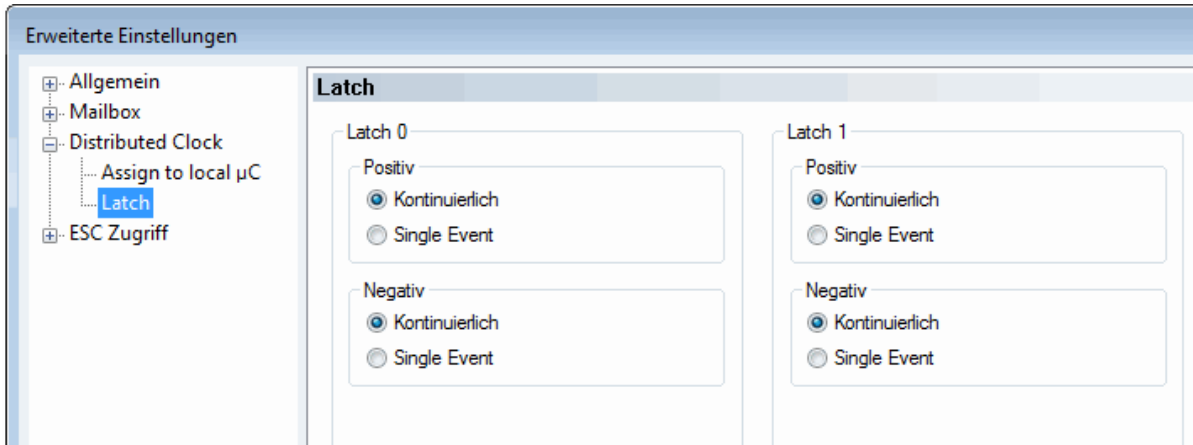 Erweiterte Einstellungen
Allgemein
Mailbox
Distributed Clock
Assign to local µC
Latch
ESC Zugriff
Latch
Latch 0
Positiv
Kontinuierlich
Single Event
Negativ
Kontinuierlich
Single Event
Latch 1
Positiv
Kontinuierlich
Single Event
Negativ
Kontinuierlich
Single Event